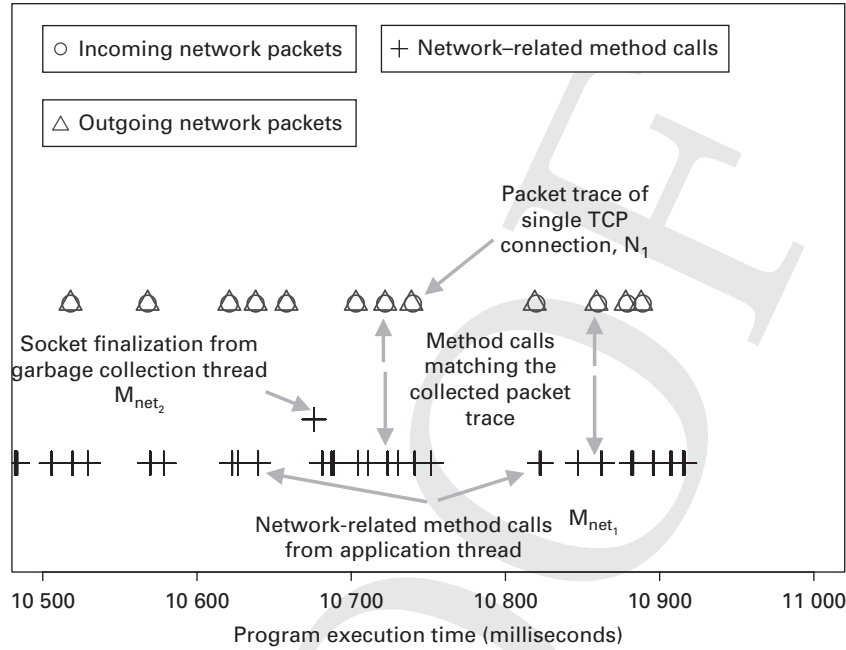 Incoming network packets
Network–related method calls
Outgoing network packets
Packet trace of
single TCP
connection, N1
Socket finalization from
garbage collection thread
Mnet2
Method calls
matching the
collected packet
trace
Network-related method calls
from application thread
Mnet1
10 500 10 600 10 700 10 800 10 900 11 000
Program execution time (milliseconds)